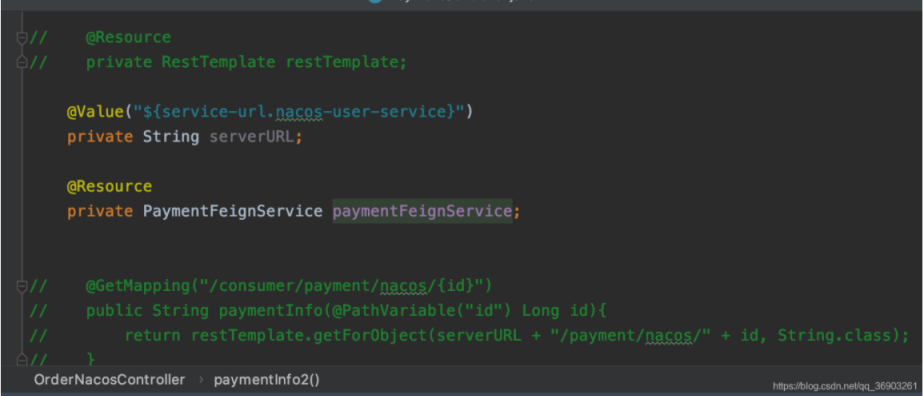 //    @Resource
//    private RestTemplate restTemplate;
@Value("${service-url.nacos-user-service}")
private String serverURL;
@Resource
private PaymentFeignService paymentFeignService;
//    @GetMapping("/consumer/payment/nacos/{id}")
//    public String paymentInfo(@PathVariable("id") Long id){
//        return restTemplate.getForObject(serverURL + "/payment/nacos/" + id, String.class);
//    }
OrderNacosController › paymentInfo2()
https://blog.csdn.net/qq_36903261